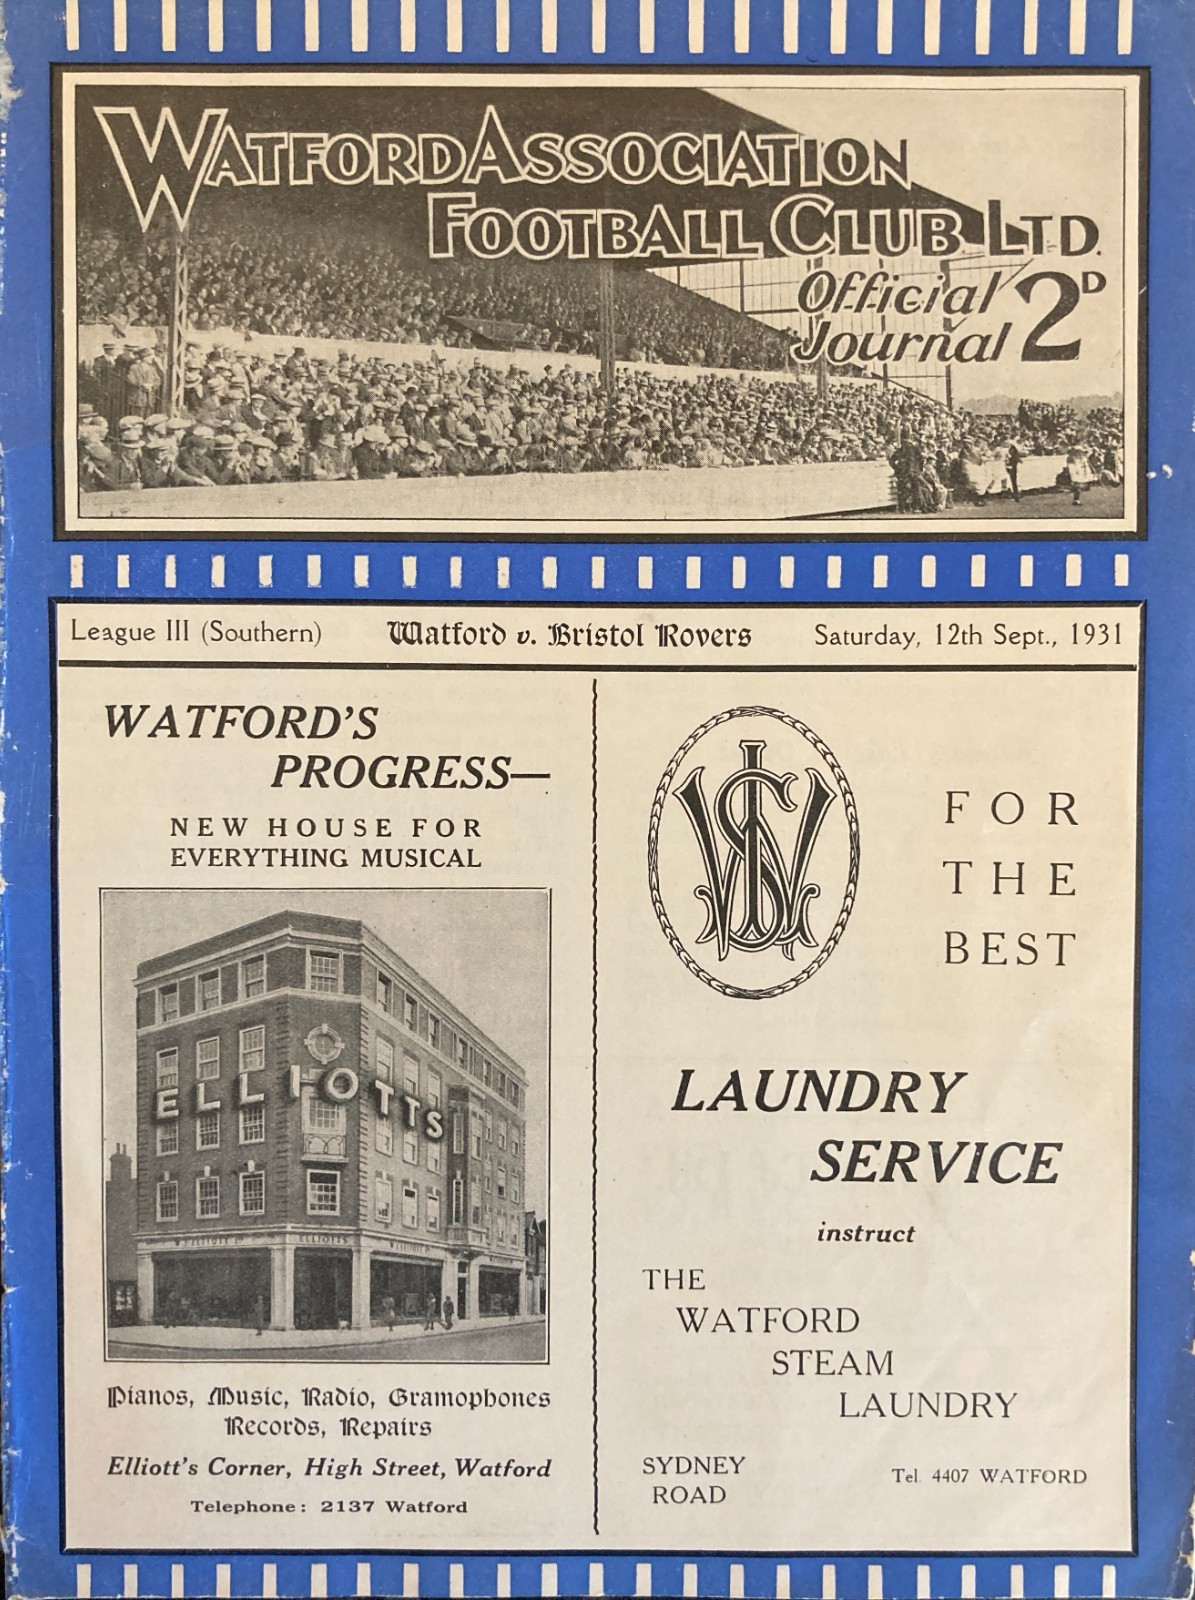 WATFORD ASSOCIATION
FOOTBALL CLUB LTD.
Official 2D
Journal
League III (Southern) Watford v. Bristol Rovers Saturday, 12th Sept., 1931
WATFORD'S
PROGRESS—
NEW HOUSE FOR
EVERYTHING MUSICAL
ELLIOTTS
W. J. ELLIOTT ELLIOTTS
Pianos, Music, Radio, Gramophones
Records, Repairs
Elliott's Corner, High Street, Watford
Telephone: 2137 Watford
WSL
FOR
THE
BEST
LAUNDRY
SERVICE
instruct
THE
WATFORD
STEAM
LAUNDRY
SYDNEY
ROAD
Tel 4407 WATFORD